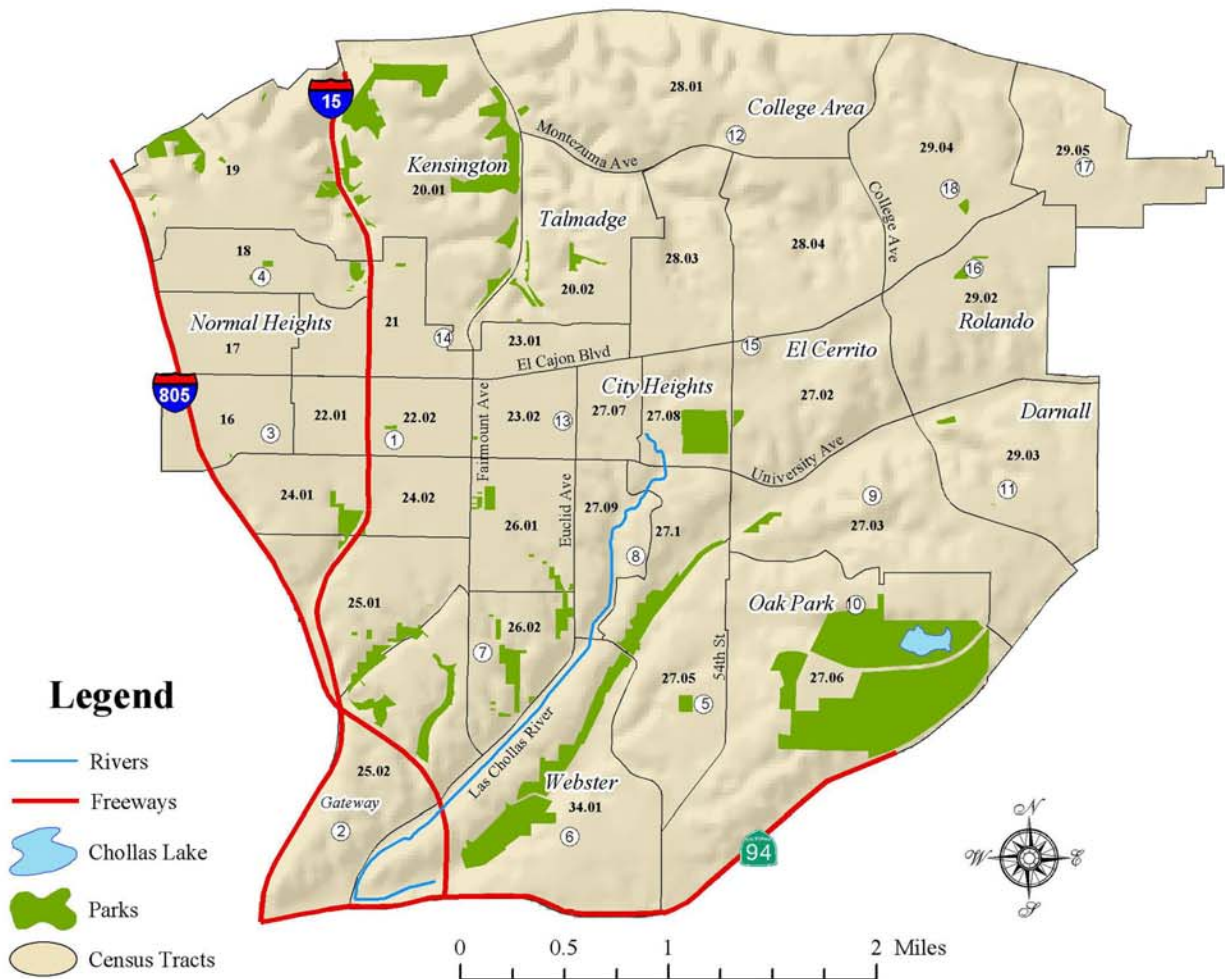 28.01
15
College Area
12
Montezuma Ave
29.04
29.05
17
19
Kensington
20.01
18
Talmadge
College Ave
18
4
28.03
28.04
16
29.02
20.02
Rolando
Normal Heights
21
14
23.01
15
El Cerrito
17
El Cajon Blvd
City Heights
805
16
3
22.01
22.02
1
Fairmount Ave
23.02
13
27.07
27.08
27.02
Darnall
University Ave
29.03
11
24.01
24.02
26.01
Euclid Ave
27.09
27.1
9
27.03
8
25.01
26.02
7
Oak Park
10
54th St
27.05
5
27.06
Legend
Rivers
Freeways
Chollas Lake
Parks
Census Tracts
25.02
Gateway
2
Las Chollas River
Webster
34.01
6
94
N
W
E
S
0 0.5 1 2 Miles